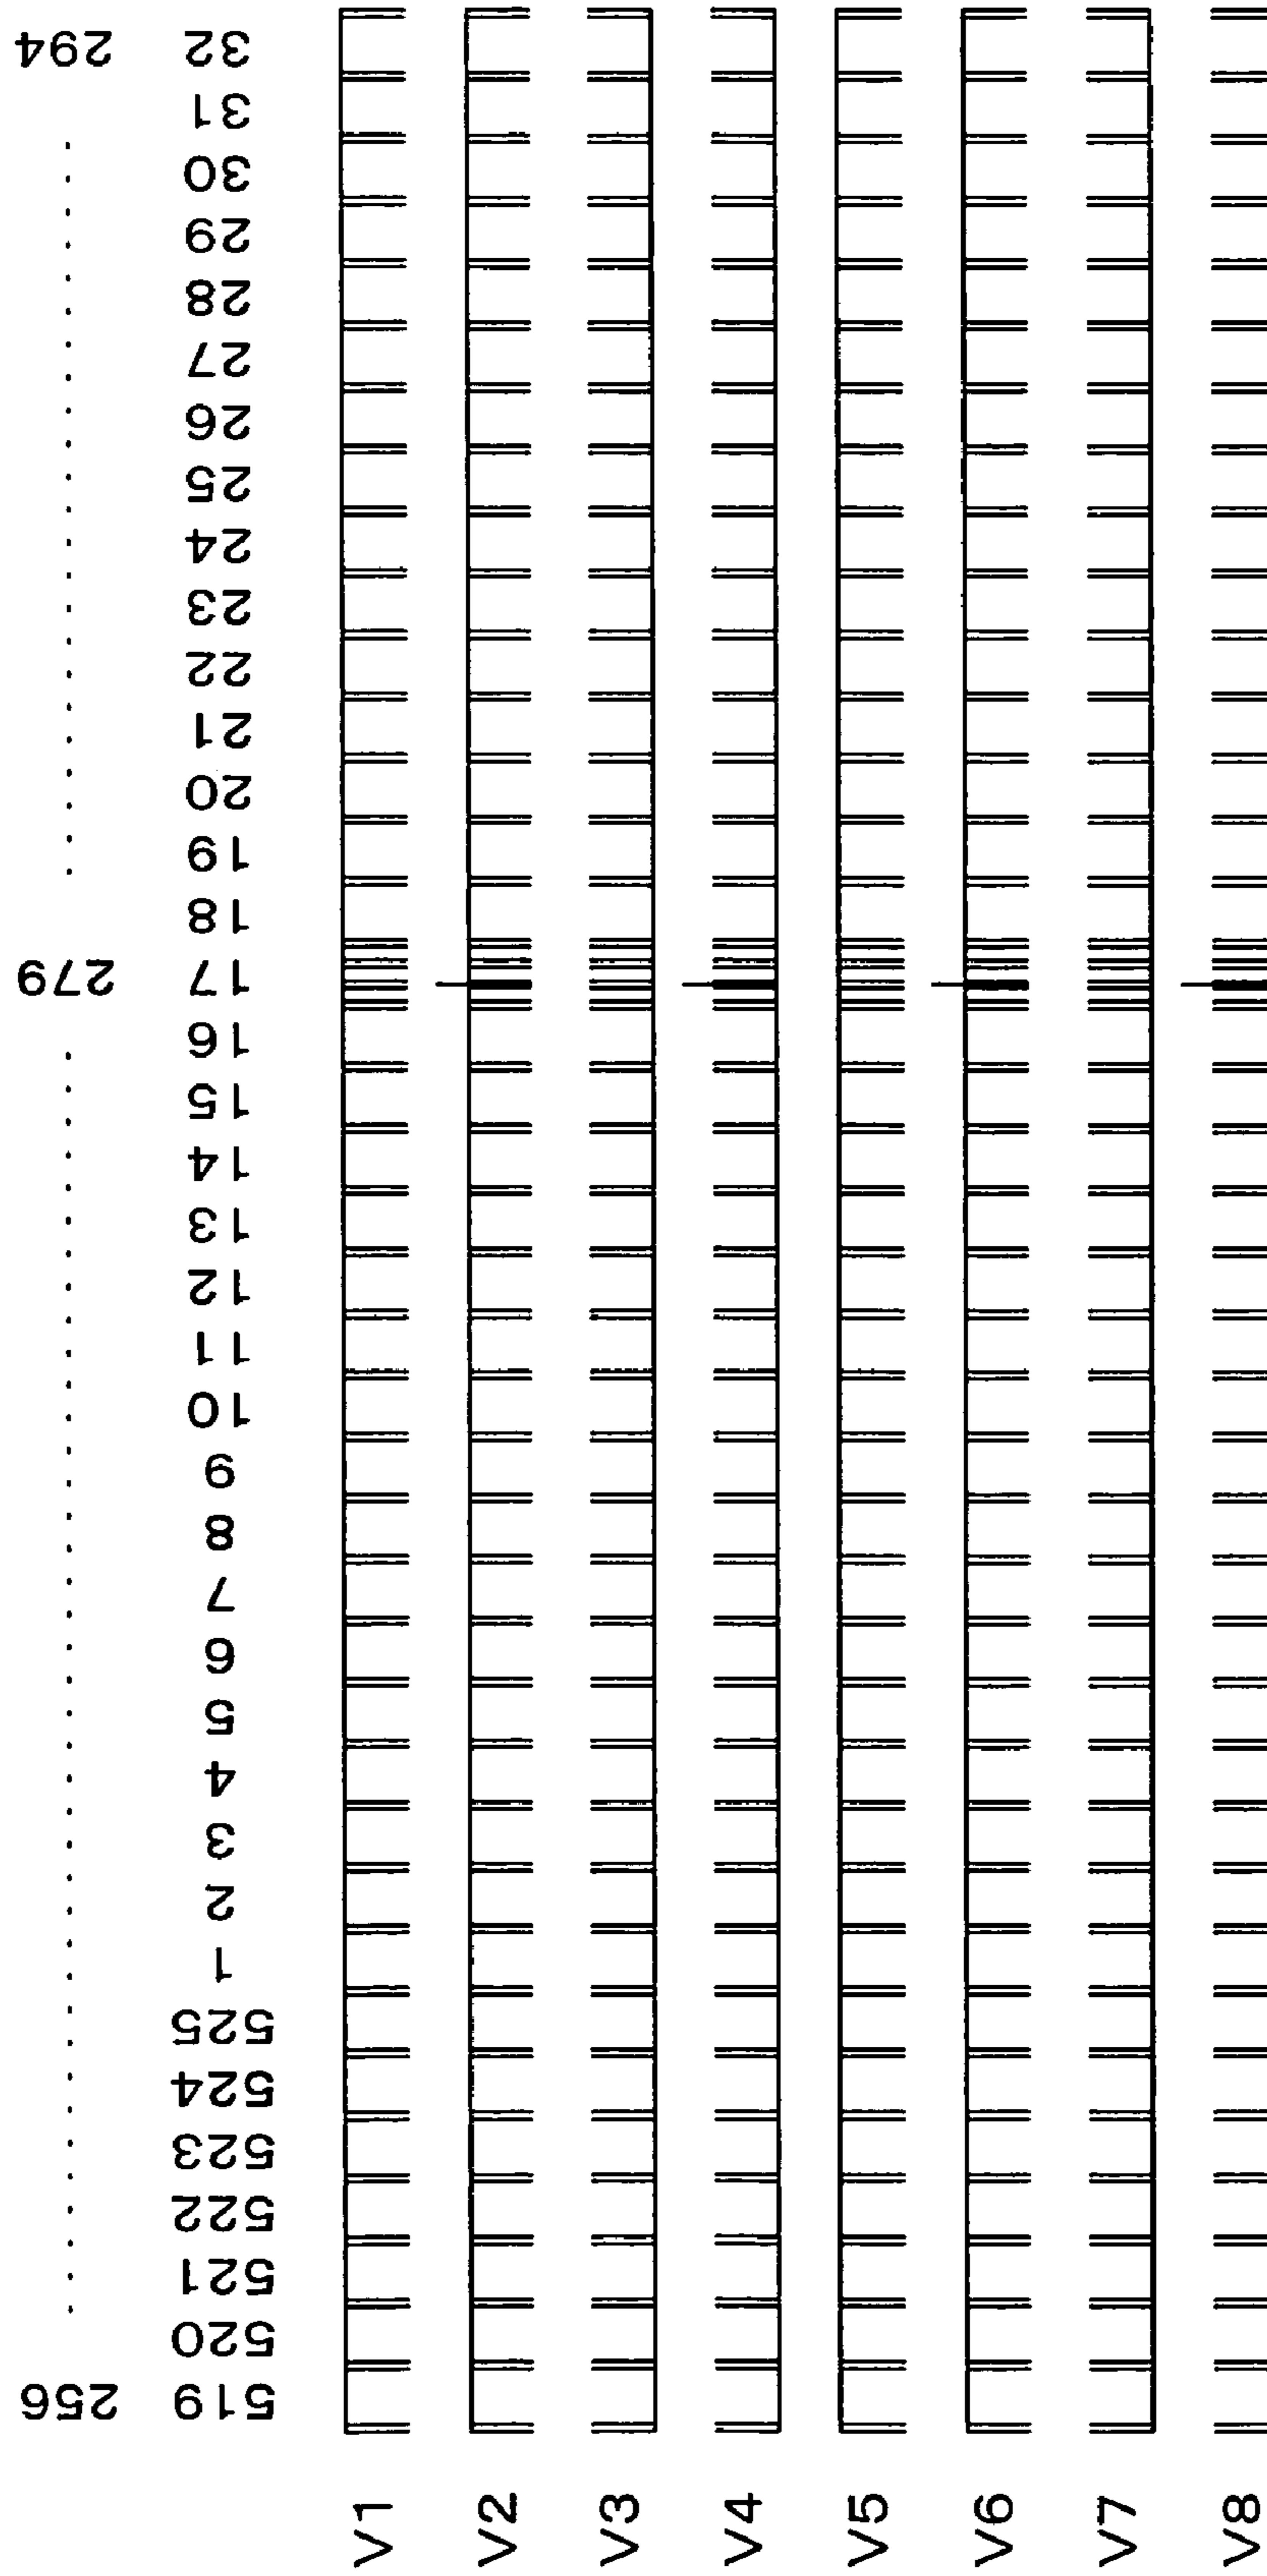 256 ....................................... 279 ....................... 294
519 520 521 522 523 524 525 1 2 3 4 5 6 7 8 9 10 11 12 13 14 15 16 17 18 19 20 21 22 23 24 25 26 27 28 29 30 31 32
V1
V2
V3
V4
V5
V6
V7
V8